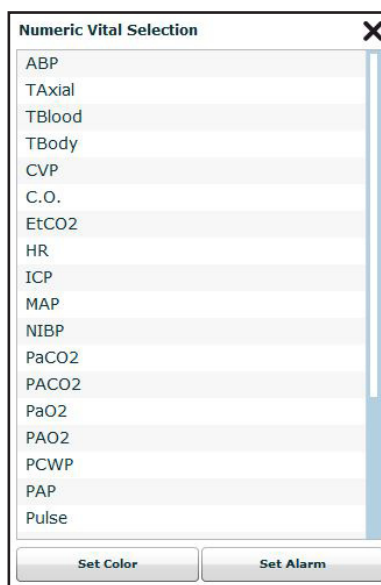 Numeric Vital Selection
ABP
TAxial
TBlood
TBody
CVP
C.O.
EtCO2
HR
ICP
MAP
NIBP
PaCO2
PACO2
PaO2
PAO2
PCWP
PAP
Pulse
Set Color Set Alarm